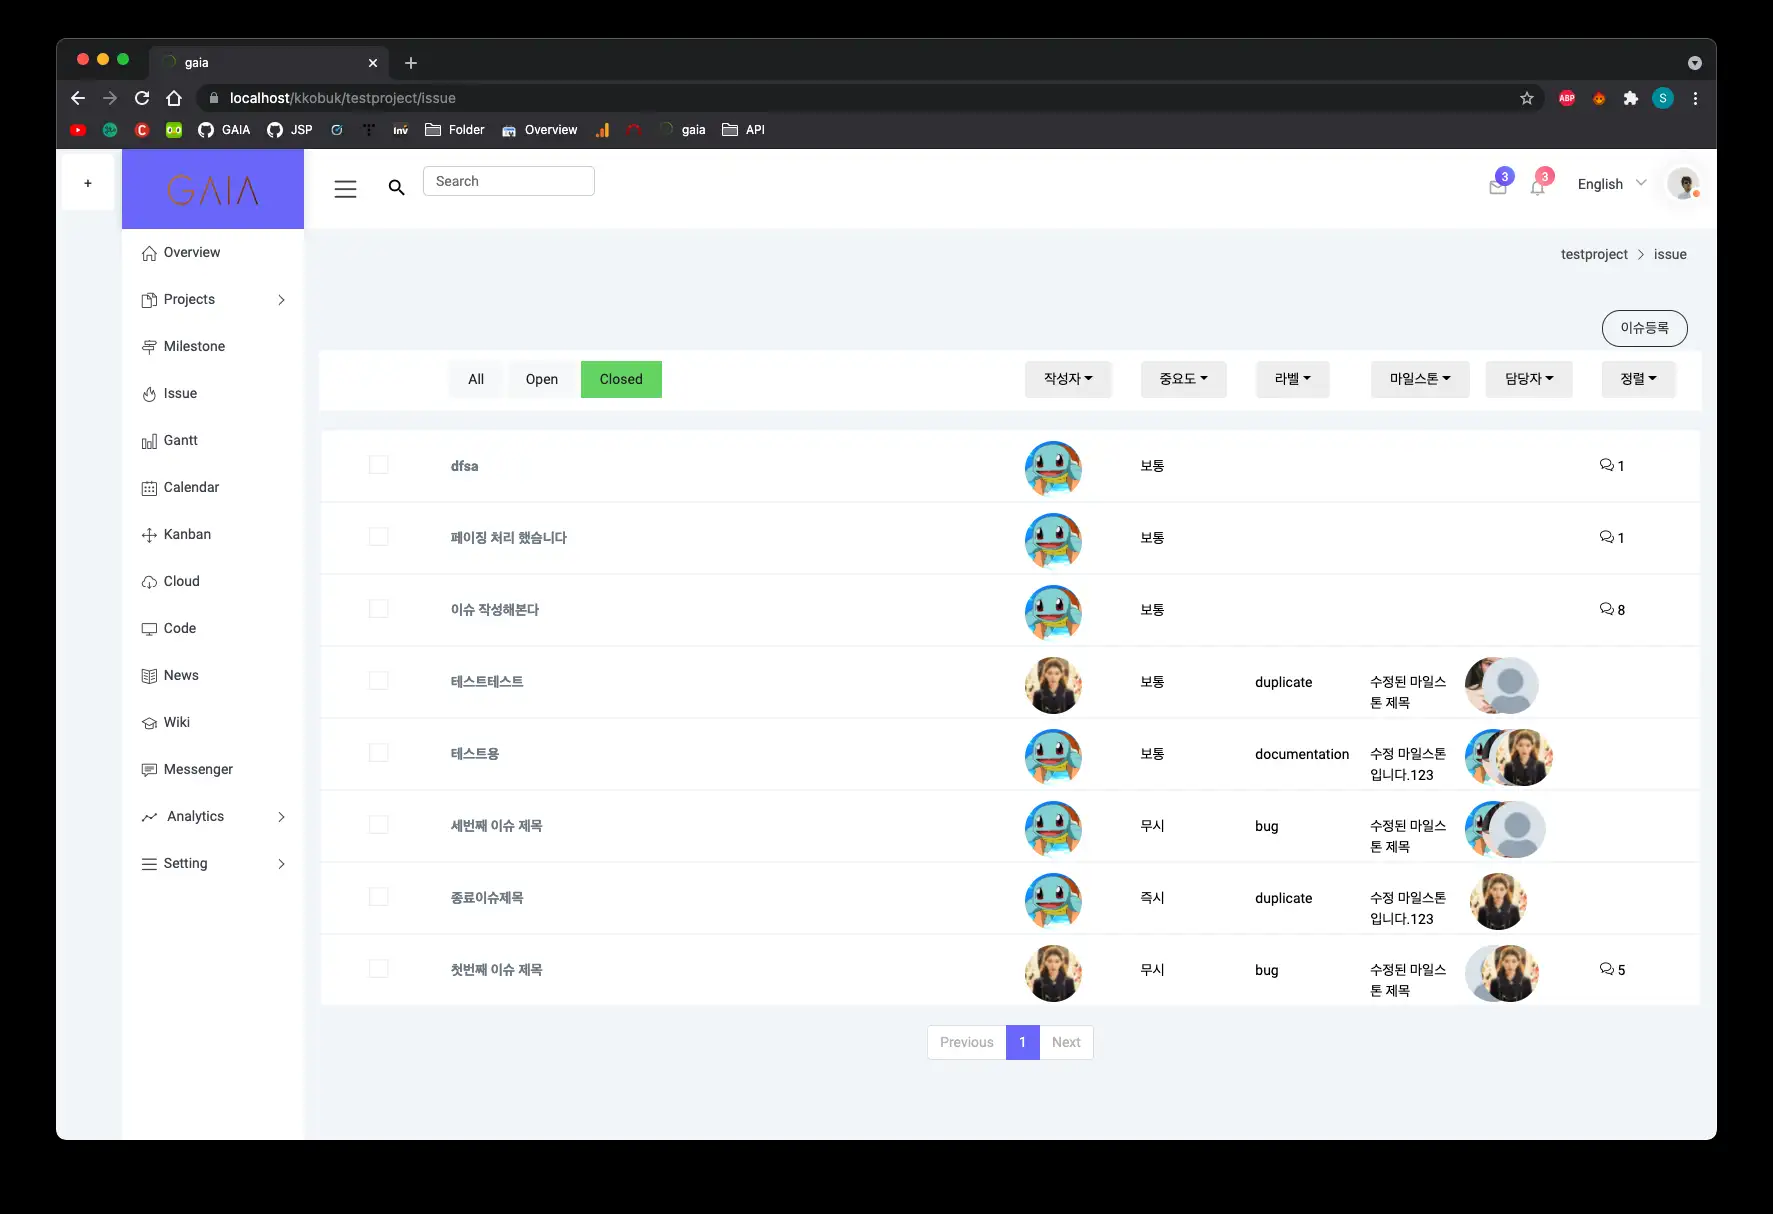 gaia
localhost/kkobuk/testproject/issue
ABP
S
GAIA
JSP
Inv
Folder
Overview
gaia
API
+
GAIA
Search
3
3
English
testproject > issue
Overview
Projects
Milestone
Issue
Gantt
Calendar
Kanban
Cloud
Code
News
Wiki
Messenger
Analytics
Setting
이슈등록
All
Open
Closed
작성자
중요도
라벨
마일스톤
담당자
정렬
dfsa
보통
1
페이징 처리 했습니다
보통
1
이슈 작성해본다
보통
8
테스트테스트
보통
duplicate
수정된 마일스
톤 제목
테스트용
보통
documentation
수정 마일스톤
입니다.123
세번째 이슈 제목
무시
bug
수정된 마일스
톤 제목
종료이슈제목
즉시
duplicate
수정 마일스톤
입니다.123
첫번째 이슈 제목
무시
bug
수정된 마일스
톤 제목
5
Previous
1
Next